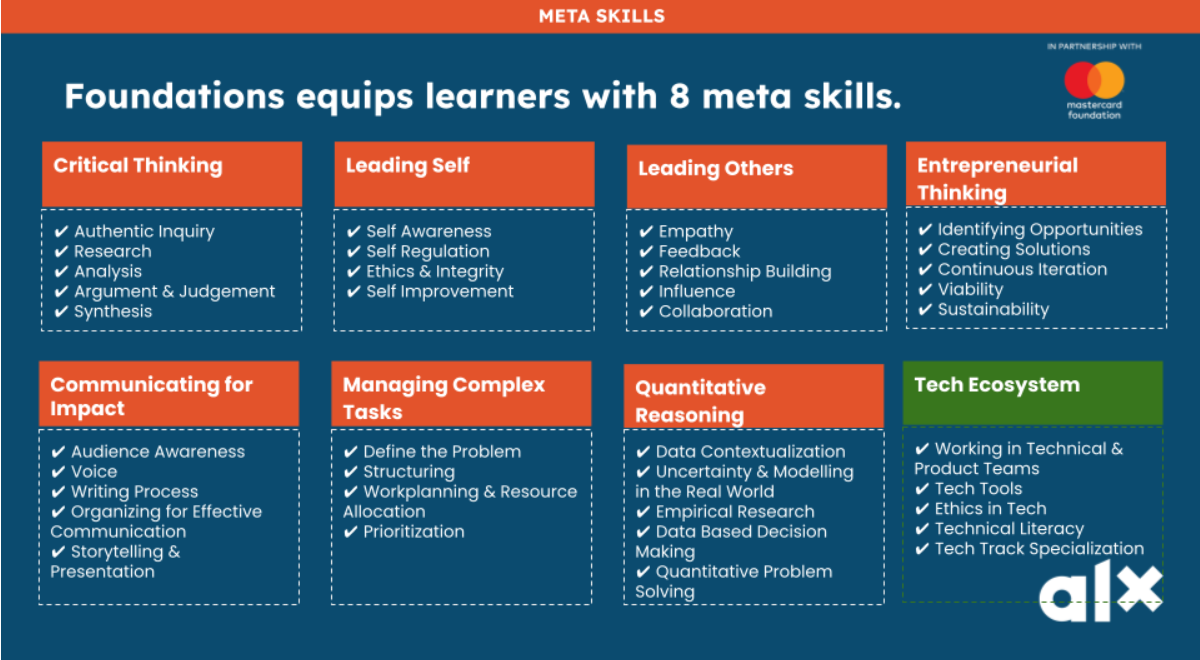 META SKILLS
IN PARTNERSHIP WITH
mastercard
foundation
Foundations equips learners with 8 meta skills.
Critical Thinking
✔ Authentic Inquiry
✔ Research
✔ Analysis
✔ Argument & Judgement
✔ Synthesis
Leading Self
✔ Self Awareness
✔ Self Regulation
✔ Ethics & Integrity
✔ Self Improvement
Leading Others
✔ Empathy
✔ Feedback
✔ Relationship Building
✔ Influence
✔ Collaboration
Entrepreneurial
Thinking
✔ Identifying Opportunities
✔ Creating Solutions
✔ Continuous Iteration
✔ Viability
✔ Sustainability
Communicating for
Impact
✔ Audience Awareness
✔ Voice
✔ Writing Process
✔ Organizing for Effective
Communication
✔ Storytelling &
Presentation
Managing Complex
Tasks
✔ Define the Problem
✔ Structuring
✔ Workplanning & Resource
Allocation
✔ Prioritization
Quantitative
Reasoning
✔ Data Contextualization
✔ Uncertainty & Modelling
in the Real World
✔ Empirical Research
✔ Data Based Decision
Making
✔ Quantitative Problem
Solving
Tech Ecosystem
✔ Working in Technical &
Product Teams
✔ Tech Tools
✔ Ethics in Tech
✔ Technical Literacy
✔ Tech Track Specialization
alx